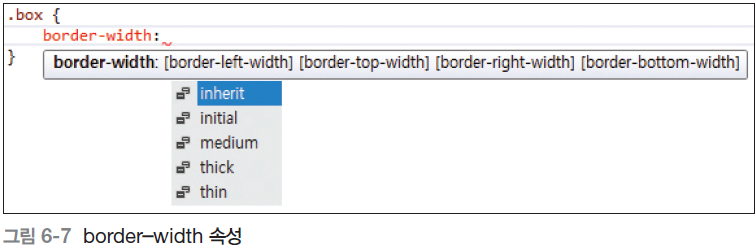 .box {
border-width:
}
border-width: [border-left-width] [border-top-width] [border-right-width] [border-bottom-width]
inherit
initial
medium
thick
thin
그림 6-7 border–width 속성